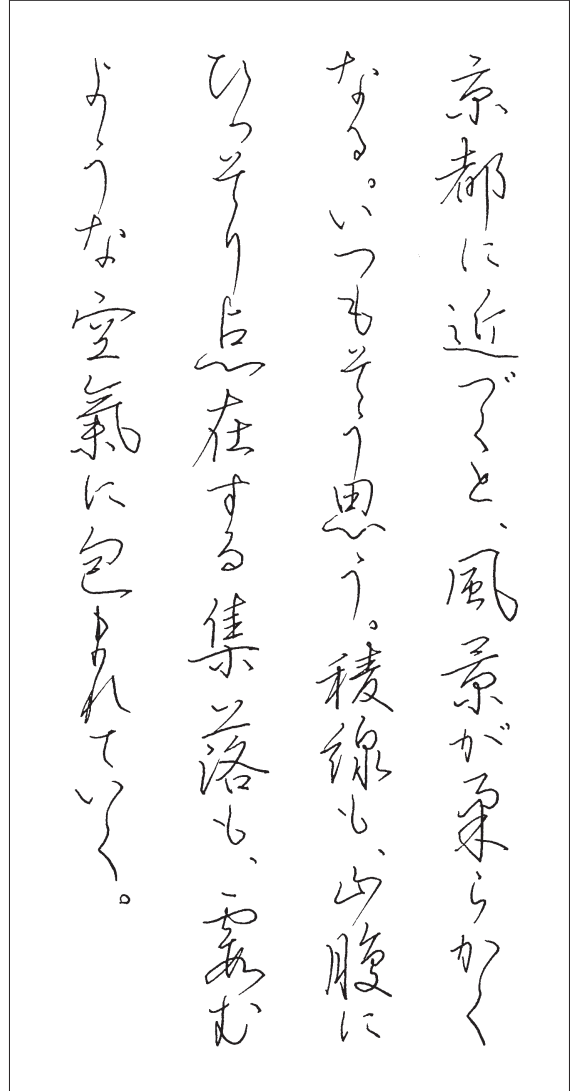 京都に近づくと、風景が柔らかく
なる。いつもそう思う。稜線も、山腹に
ひっそり点在する集落も、霞む
ような空氣に包まれていく。